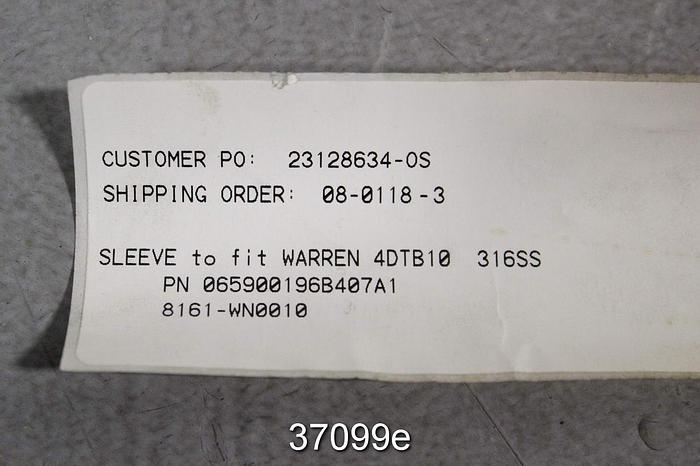 CUSTOMER PO: 23128634-OS
SHIPPING ORDER: 08-0118-3
SLEEVE to fit WARREN 4DTB10 316SS
PN 065900196B407A1
8161-WN0010
37099e